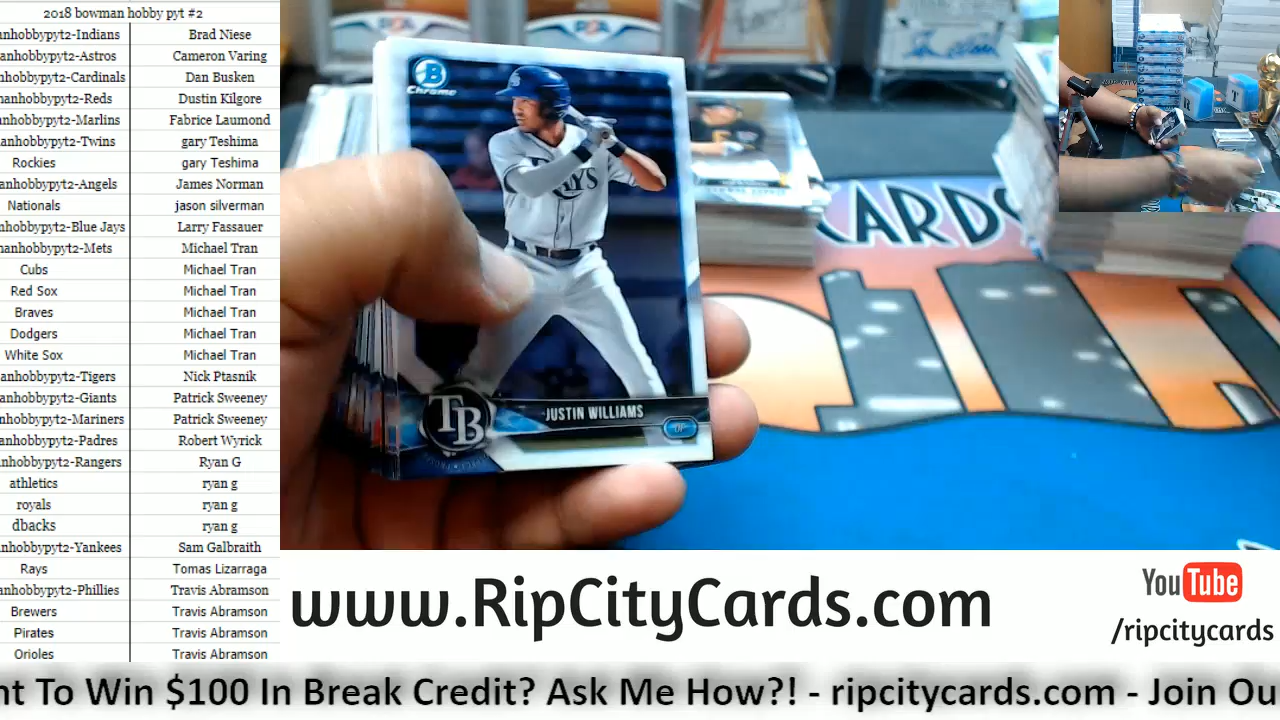 2018 bowman hobby pyt #2
anhobbypyt2-Indians Brad Niese
anhobbypyt2-Astros Cameron Varing
nhobbypyt2-Cardinals Dan Busken
manhobbypyt2-Reds Dustin Kilgore
anhobbypyt2-Marlins Fabrice Laumond
anhobbypyt2-Twins gary Teshima
Rockies gary Teshima
anhobbypyt2-Angels James Norman
Nationals jason silverman
nhobbypyt2-Blue Jays Larry Fassauer
manhobbypyt2-Mets Michael Tran
Cubs Michael Tran
Red Sox Michael Tran
Braves Michael Tran
Dodgers Michael Tran
White Sox Michael Tran
anhobbypyt2-Tigers Nick Ptasnik
anhobbypyt2-Giants Patrick Sweeney
nhobbypyt2-Mariners Patrick Sweeney
anhobbypyt2-Padres Robert Wyrick
nhobbypyt2-Rangers Ryan G
athletics ryan g
royals ryan g
dbacks ryan g
nhobbypyt2-Yankees Sam Galbraith
Rays Tomas Lizarraga
anhobbypyt2-Phillies Travis Abramson
Brewers Travis Abramson
Pirates Travis Abramson
Orioles Travis Abramson
B
Chrome
RAYS
TB
JUSTIN WILLIAMS
OF
CARDS
R
T
www.RipCityCards.com
YouTube
/ripcitycards
nt To Win $100 In Break Credit? Ask Me How?! - ripcitycards.com - Join Ou